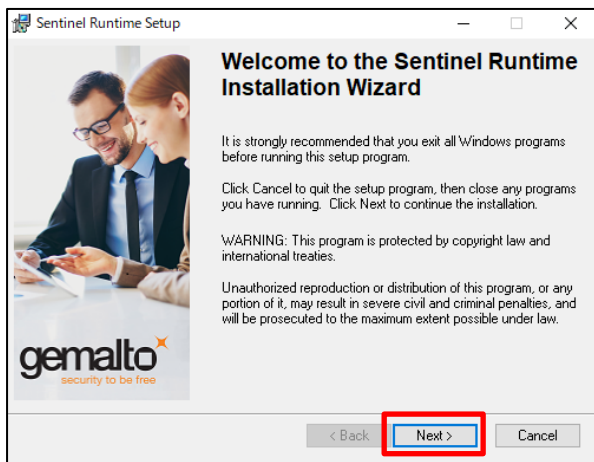 Sentinel Runtime Setup
Welcome to the Sentinel Runtime
Installation Wizard
It is strongly recommended that you exit all Windows programs
before running this setup program.
Click Cancel to quit the setup program, then close any programs
you have running. Click Next to continue the installation.
WARNING: This program is protected by copyright law and
international treaties.
Unauthorized reproduction or distribution of this program, or any
portion of it, may result in severe civil and criminal penalties, and
will be prosecuted to the maximum extent possible under law.
gemalto
security to be free
< Back
Next >
Cancel